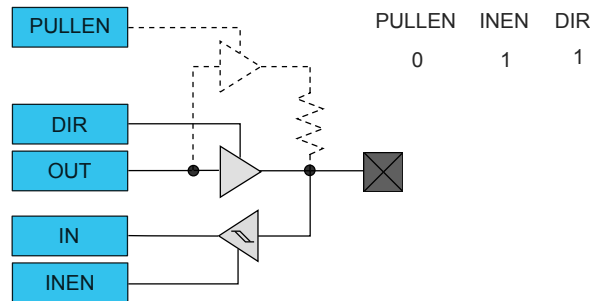 PULLEN
PULLEN INEN DIR
0 1 1
DIR
OUT
IN
INEN